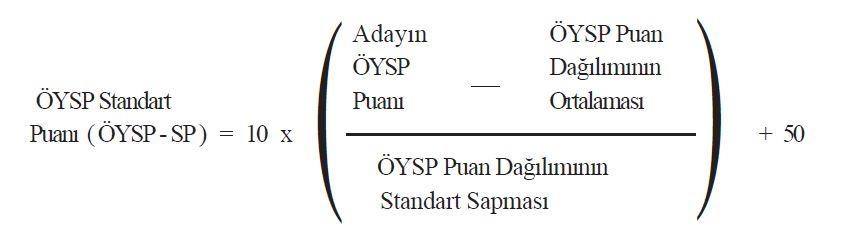 Adayın ÖYSP Puan
ÖYSP Dağılımının
Puanı — Ortalaması
ÖYSP Standart
Puanı (ÖYSP-SP) = 10 x + 50
ÖYSP Puan Dağılımının
Standart Sapması